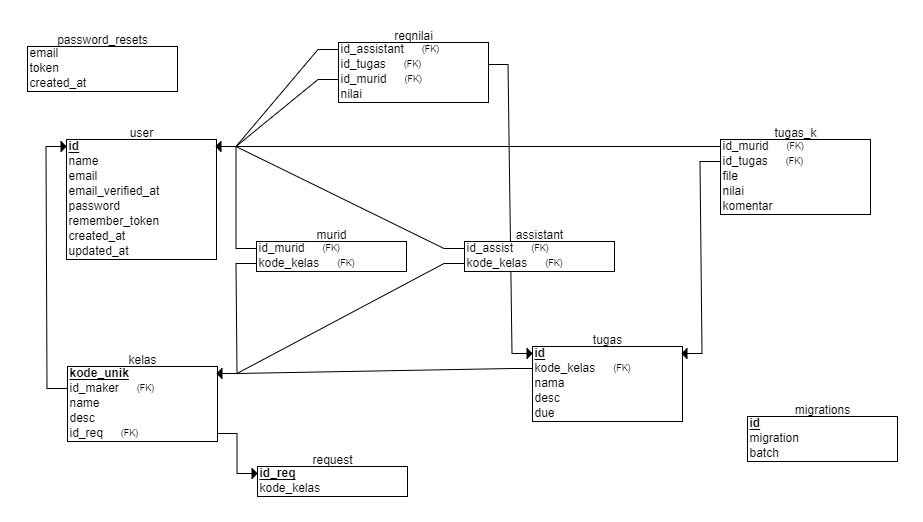 password_resets
email
token
created_at
reqnilai
id_assistant (FK)
id_tugas (FK)
id_murid (FK)
nilai
user
id
name
email
email_verified_at
password
remember_token
created_at
updated_at
tugas_k
id_murid (FK)
id_tugas (FK)
file
nilai
komentar
murid
id_murid (FK)
kode_kelas (FK)
assistant
id_assist (FK)
kode_kelas (FK)
kelas
kode_unik
id_maker (FK)
name
desc
id_req (FK)
tugas
id
kode_kelas (FK)
nama
desc
due
migrations
id
migration
batch
request
id_req
kode_kelas